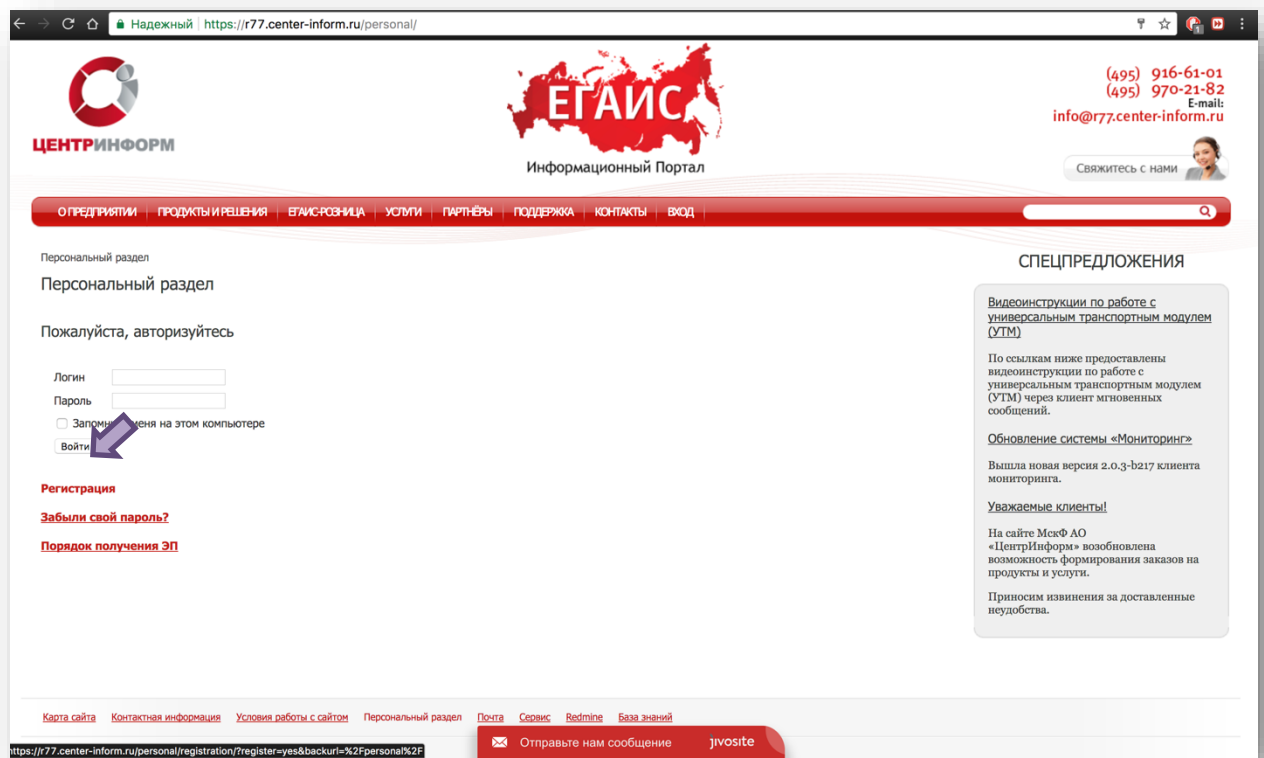 Надежный https://r77.center-inform.ru/personal/
1
ЦЕНТРИНФОРМ
ЕГАИС
Информационный Портал
(495) 916-61-01
(495) 970-21-82
E-mail:
info@r77.center-inform.ru
Свяжитесь с нами
О ПРЕДПРИЯТИИ ПРОДУКТЫ И РЕШЕНИЯ ЕГАИС-РОЗНИЦА УСЛУГИ ПАРТНЁРЫ ПОДДЕРЖКА КОНТАКТЫ ВХОД
Персональный раздел
Персональный раздел
Пожалуйста, авторизуйтесь
Логин
Пароль
меня на этом компьютере
Войти
Регистрация
Забыли свой пароль?
Порядок получения ЭП
СПЕЦПРЕДЛОЖЕНИЯ
Видеоинструкции по работе с
универсальным транспортным модулем
(УТМ)
По ссылкам ниже предоставлены
видеоинструкции по работе с
универсальным транспортным модулем
(УТМ) через клиент мгновенных
сообщений.
Обновление системы «Мониторинг»
Вышла новая версия 2.0.3-b217 клиента
мониторинга.
Уважаемые клиенты!
На сайте МскФ АО
«ЦентрИнформ» возобновлена
возможность формирования заказов на
продукты и услуги.
Приносим извинения за доставленные
неудобства.
Карта сайта Контактная информация Условия работы с сайтом Персональный раздел Почта Сервис Redmine База знаний
Отправьте нам сообщение jivosite
https://r77.center-inform.ru/personal/registration/?register=yes&backurl=%2Fpersonal%2F